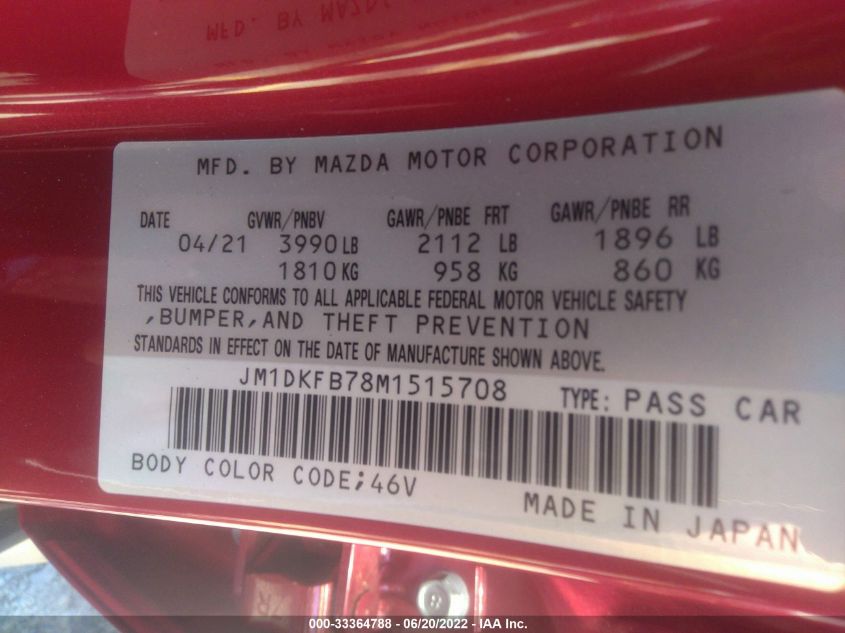 MFD. BY MAZDA MOTOR CORPORATION
DATE GVWR/PNBV GAWR/PNBE FRT GAWR/PNBE RR
04/21 3990 LB 2112 LB 1896 LB
1810 KG 958 KG 860 KG
THIS VEHICLE CONFORMS TO ALL APPLICABLE FEDERAL MOTOR VEHICLE SAFETY
,BUMPER,AND THEFT PREVENTION
STANDARDS IN EFFECT ON THE DATE OF MANUFACTURE SHOWN ABOVE.
JM1DKFB78M1515708 TYPE: PASS CAR
BODY COLOR CODE;46V
MADE IN JAPAN
000-33364788 - 06/20/2022 - IAA Inc.